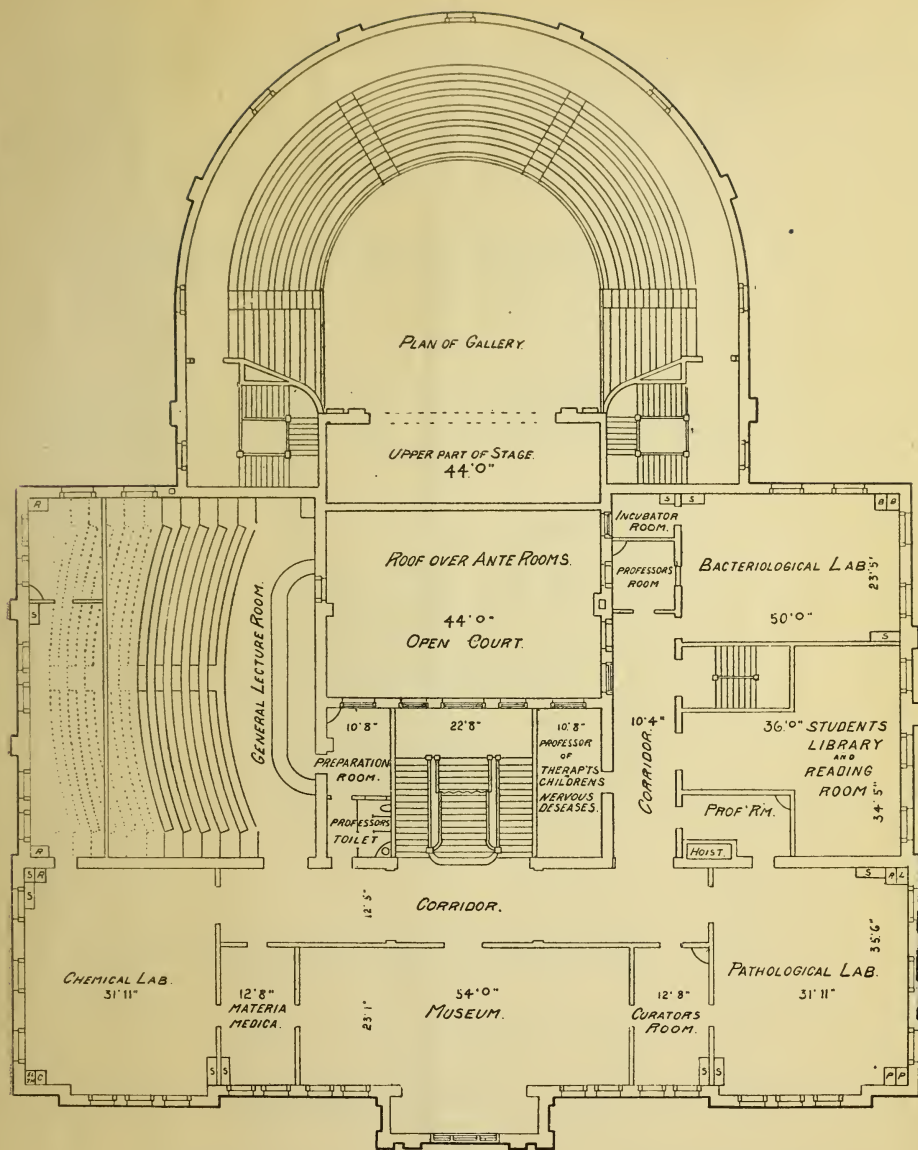 PLAN OF GALLERY.
UPPER PART OF STAGE.
44'0"
ROOF OVER ANTE ROOMS.
44'0"
OPEN COURT.
R
S
GENERAL LECTURE ROOM.
R
S S
INCUBATOR
ROOM.
PROFESSORS
ROOM
B B
BACTERIOLOGICAL LAB.
23'5"
50'0"
S
10'8"
PREPARATION
ROOM.
PROFESSORS
TOILET
22'8"
10'8"
PROFESSOR
OF
THERAPTS
CHILDRENS
NERVOUS
DESEASES.
10'4"
CORRIDOR.
36'0" STUDENTS
LIBRARY
AND
READING
ROOM
34'5"
PROF' RM.
HOIST.
S R
S
CORRIDOR.
12'5"
S R L
35'6"
CHEMICAL LAB.
31'11"
12'8"
MATERIA
MEDICA.
54'0"
MUSEUM.
23'1"
12'8"
CURATORS
ROOM.
PATHOLOGICAL LAB.
31'11"
C
S S
S S
P P